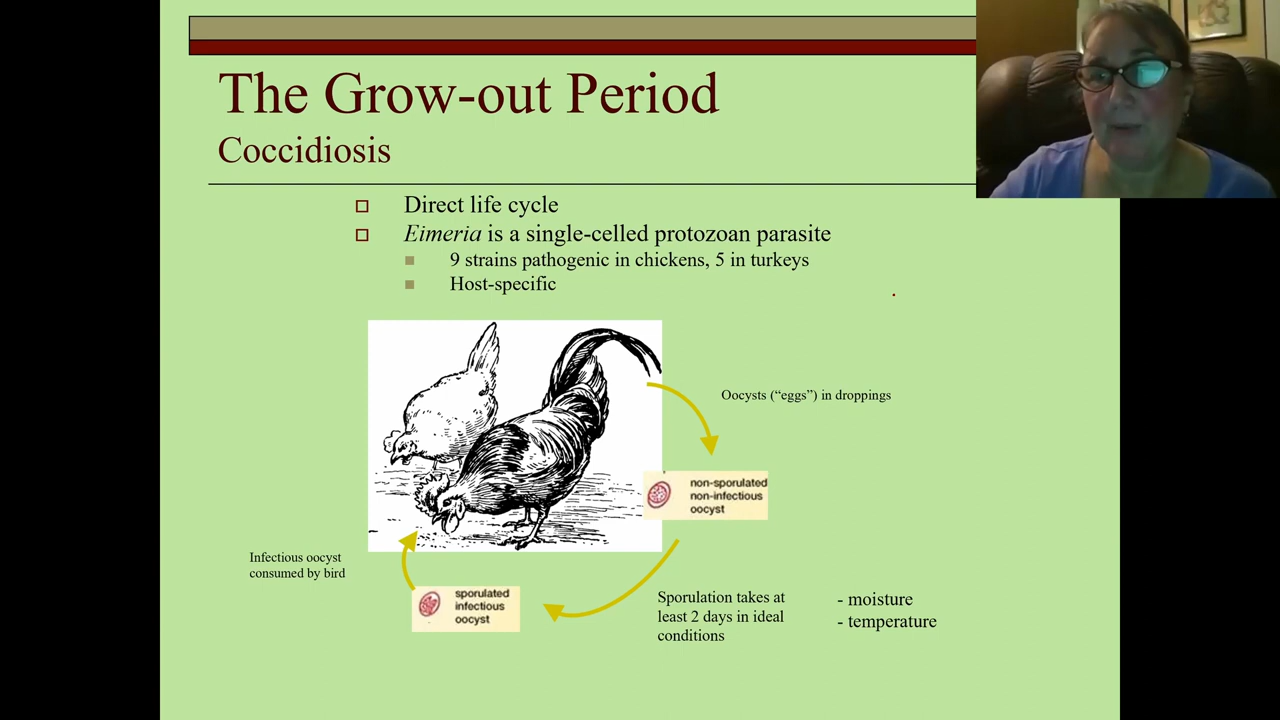 The Grow-out Period
Coccidiosis
Direct life cycle
Eimeria is a single-celled protozoan parasite
9 strains pathogenic in chickens, 5 in turkeys
Host-specific
Oocysts (“eggs”) in droppings
non-sporulated
non-infectious
oocyst
Infectious oocyst
consumed by bird
sporulated
infectious
oocyst
Sporulation takes at
least 2 days in ideal
conditions
- moisture
- temperature